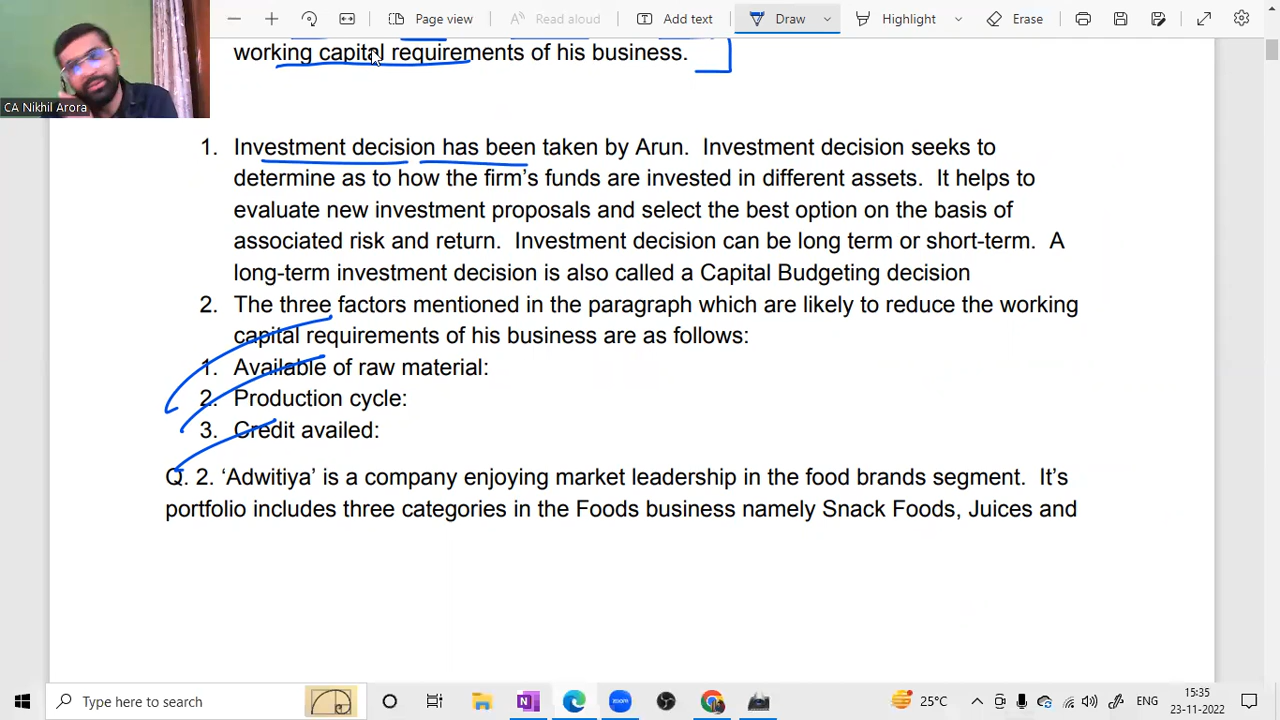 Page view
Read aloud
Add text
Draw
Highlight
Erase
working capital requirements of his business.
CA Nikhil Arora
1. Investment decision has been taken by Arun. Investment decision seeks to
determine as to how the firm’s funds are invested in different assets. It helps to
evaluate new investment proposals and select the best option on the basis of
associated risk and return. Investment decision can be long term or short-term. A
long-term investment decision is also called a Capital Budgeting decision
2. The three factors mentioned in the paragraph which are likely to reduce the working
capital requirements of his business are as follows:
1. Available of raw material:
2. Production cycle:
3. Credit availed:
Q. 2. ‘Adwitiya’ is a company enjoying market leadership in the food brands segment. It’s
portfolio includes three categories in the Foods business namely Snack Foods, Juices and
Type here to search
zoom
25°C
ENG
15:35
23-11-2022